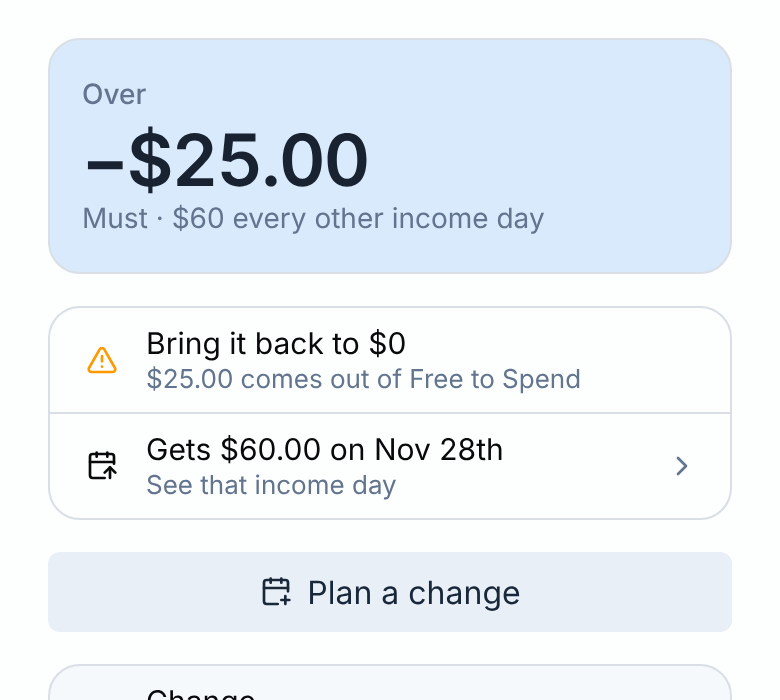 Over
−$25.00
Must · $60 every other income day
Bring it back to $0
$25.00 comes out of Free to Spend
Gets $60.00 on Nov 28th
See that income day
Plan a change
Change